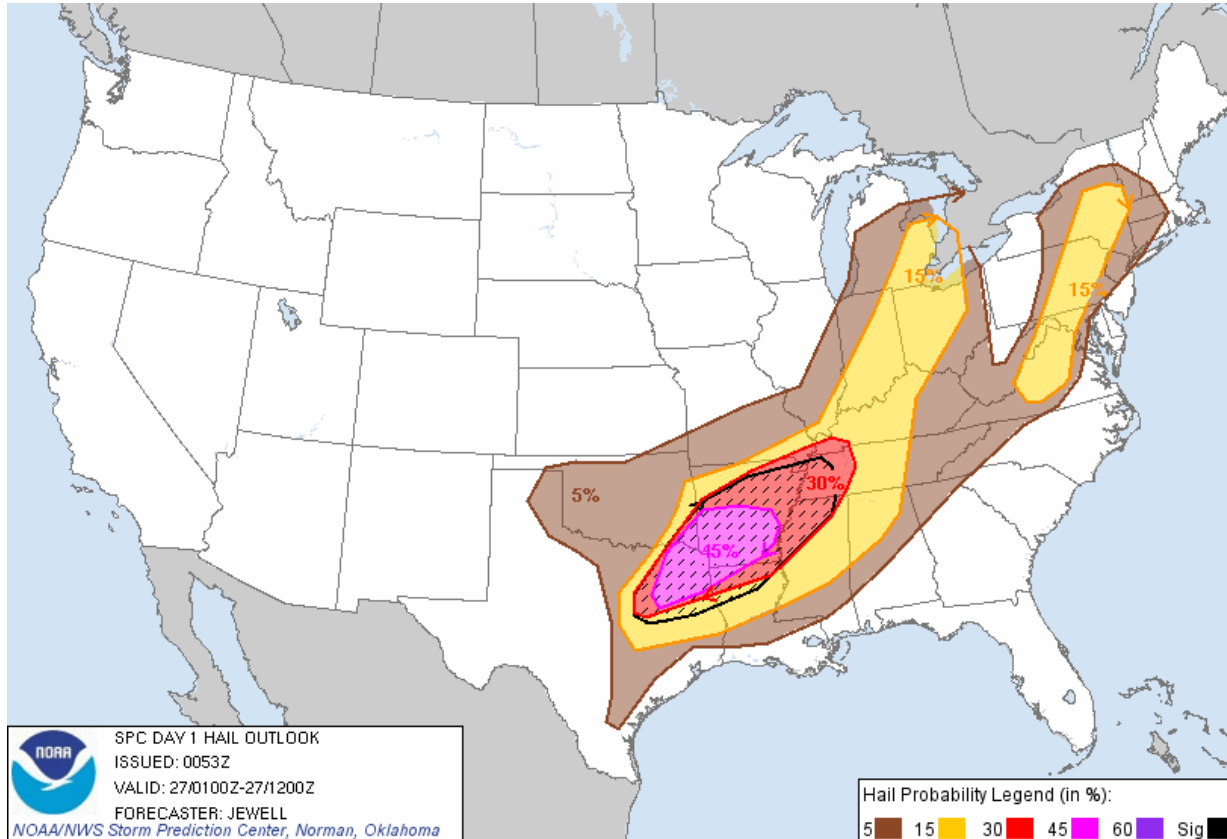 15%
15%
5%
30%
45%
NOAA
SPC DAY 1 HAIL OUTLOOK
ISSUED: 0053Z
VALID: 27/0100Z-27/1200Z
FORECASTER: JEWELL
NOAA/NWS Storm Prediction Center, Norman, Oklahoma
Hail Probability Legend (in %):
5 15 30 45 60 Sig